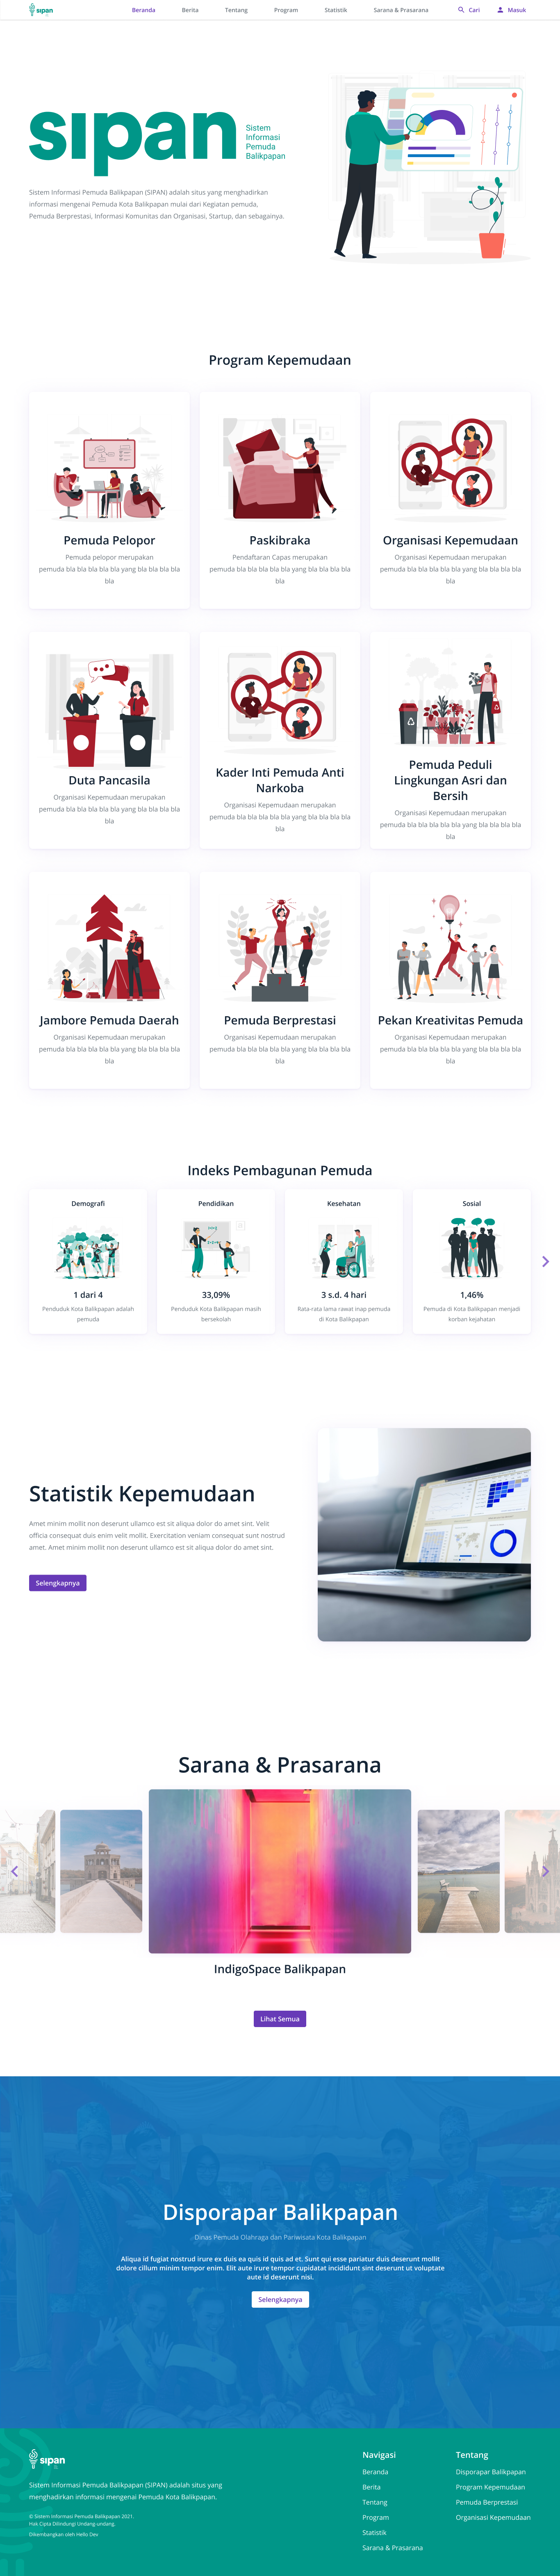 sipan
Beranda
Berita
Tentang
Program
Statistik
Sarana & Prasarana
Cari
Masuk
sipan
Sistem
Informasi
Pemuda
Balikpapan
Sistem Informasi Pemuda Balikpapan (SIPAN) adalah situs yang menghadirkan
informasi mengenai Pemuda Kota Balikpapan mulai dari Kegiatan pemuda,
Pemuda Berprestasi, Informasi Komunitas dan Organisasi, Startup, dan sebagainya.
Program Kepemudaan
Pemuda Pelopor
Pemuda pelopor merupakan
pemuda bla bla bla bla bla yang bla bla bla bla
bla
Paskibraka
Pendaftaran Capas merupakan
pemuda bla bla bla bla bla yang bla bla bla bla
bla
Organisasi Kepemudaan
Organisasi Kepemudaan merupakan
pemuda bla bla bla bla bla yang bla bla bla bla
bla
Duta Pancasila
Organisasi Kepemudaan merupakan
pemuda bla bla bla bla bla yang bla bla bla bla
bla
Kader Inti Pemuda Anti
Narkoba
Organisasi Kepemudaan merupakan
pemuda bla bla bla bla bla yang bla bla bla bla
bla
Pemuda Peduli
Lingkungan Asri dan
Bersih
Organisasi Kepemudaan merupakan
pemuda bla bla bla bla bla yang bla bla bla bla
bla
Jambore Pemuda Daerah
Organisasi Kepemudaan merupakan
pemuda bla bla bla bla bla yang bla bla bla bla
bla
Pemuda Berprestasi
Organisasi Kepemudaan merupakan
pemuda bla bla bla bla bla yang bla bla bla bla
bla
Pekan Kreativitas Pemuda
Organisasi Kepemudaan merupakan
pemuda bla bla bla bla bla yang bla bla bla bla
bla
Indeks Pembagunan Pemuda
Demografi
1 dari 4
Penduduk Kota Balikpapan adalah
pemuda
Pendidikan
33,09%
Penduduk Kota Balikpapan masih
bersekolah
Kesehatan
3 s.d. 4 hari
Rata-rata lama rawat inap pemuda
di Kota Balikpapan
Sosial
1,46%
Pemuda di Kota Balikpapan menjadi
korban kejahatan
Statistik Kepemudaan
Amet minim mollit non deserunt ullamco est sit aliqua dolor do amet sint. Velit
officia consequat duis enim velit mollit. Exercitation veniam consequat sunt nostrud
amet. Amet minim mollit non deserunt ullamco est sit aliqua dolor do amet sint.
Selengkapnya
Sarana & Prasarana
IndigoSpace Balikpapan
Lihat Semua
Disporapar Balikpapan
Dinas Pemuda Olahraga dan Pariwisata Kota Balikpapan
Aliqua id fugiat nostrud irure ex duis ea quis id quis ad et. Sunt qui esse pariatur duis deserunt mollit
dolore cillum minim tempor enim. Elit aute irure tempor cupidatat incididunt sint deserunt ut voluptate
aute id deserunt nisi.
Selengkapnya
sipan
Sistem Informasi Pemuda Balikpapan (SIPAN) adalah situs yang
menghadirkan informasi mengenai Pemuda Kota Balikpapan.
© Sistem Informasi Pemuda Balikpapan 2021.
Hak Cipta Dilindungi Undang-undang.
Dikembangkan oleh Hello Dev
Navigasi
Beranda
Berita
Tentang
Program
Statistik
Sarana & Prasarana
Tentang
Disporapar Balikpapan
Program Kepemudaan
Pemuda Berprestasi
Organisasi Kepemudaan